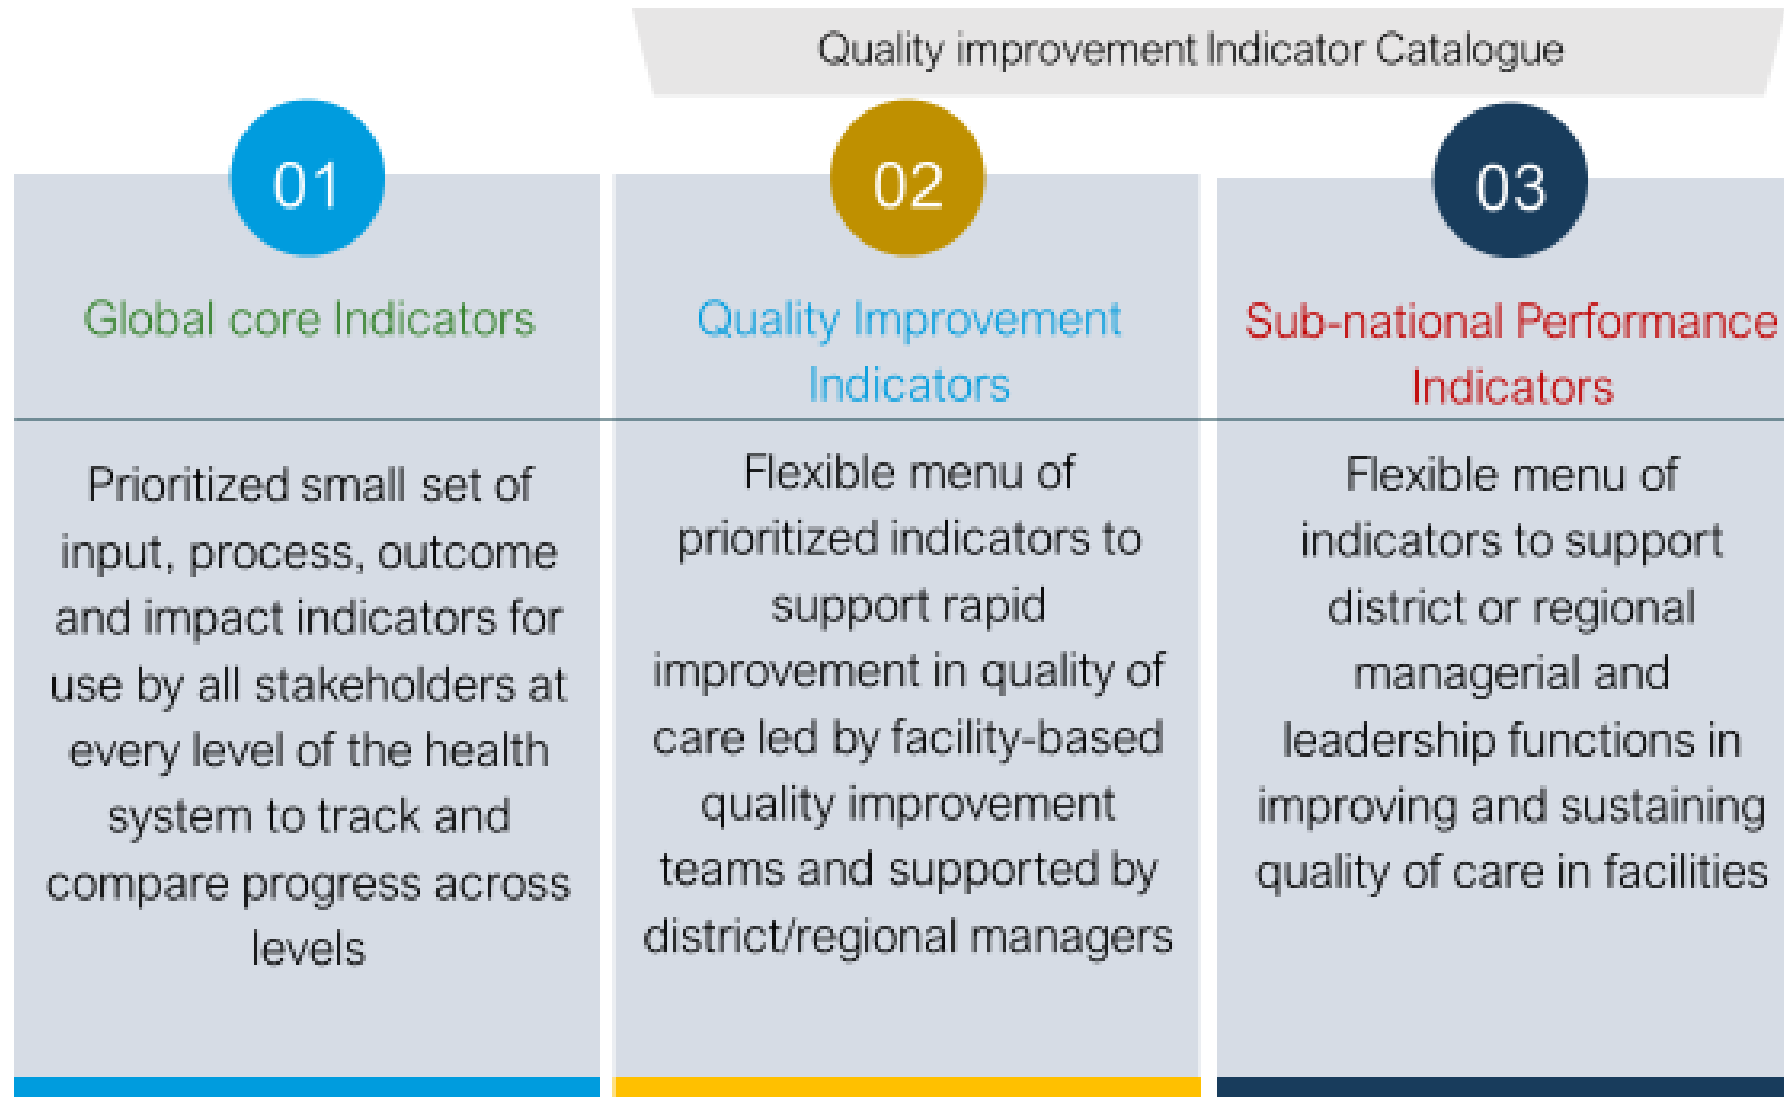 Quality improvement Indicator Catalogue
01
Global core Indicators
Prioritized small set of
input, process, outcome
and impact indicators for
use by all stakeholders at
every level of the health
system to track and
compare progress across
levels
02
Quality Improvement
Indicators
Flexible menu of
prioritized indicators to
support rapid
improvement in quality of
care led by facility-based
quality improvement
teams and supported by
district/regional managers
03
Sub-national Performance
Indicators
Flexible menu of
indicators to support
district or regional
managerial and
leadership functions in
improving and sustaining
quality of care in facilities